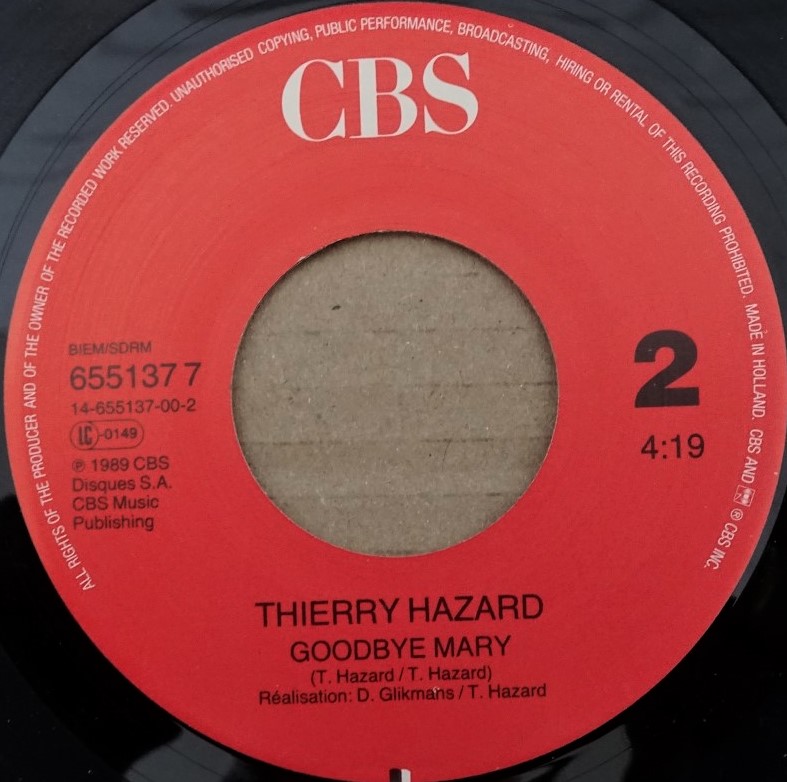 ALL RIGHTS OF THE PRODUCER AND OF THE OWNER OF THE RECORDED WORK RESERVED. UNAUTHORISED COPYING, PUBLIC PERFORMANCE, BROADCASTING, HIRING OR RENTAL OF THIS RECORDING PROHIBITED. MADE IN HOLLAND. CBS AND ® CBS INC.
CBS
BIEM/SDRM
655137 7
14-655137-00-2
LC-0149
℗ 1989 CBS
Disques S.A.
CBS Music
Publishing
2
4:19
THIERRY HAZARD
GOODBYE MARY
(T. Hazard / T. Hazard)
Réalisation: D. Glikmans / T. Hazard